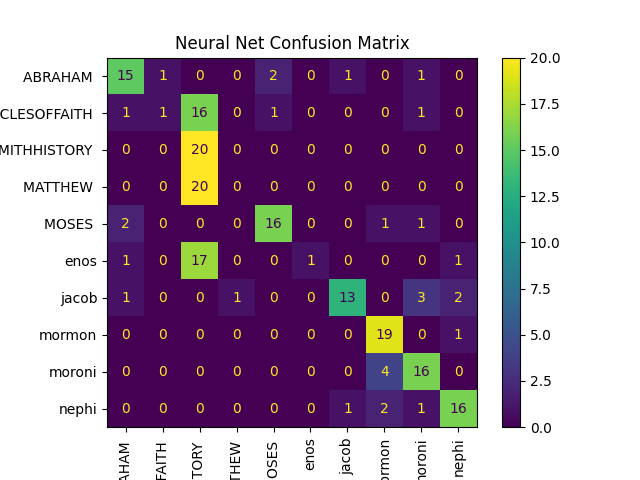 Neural Net Confusion Matrix
ABRAHAM 15 1 0 0 2 0 1 0 1 0
CLESOFFAITH 1 1 16 0 1 0 0 0 1 0
MITHHISTORY 0 0 20 0 0 0 0 0 0 0
MATTHEW 0 0 20 0 0 0 0 0 0 0
MOSES 2 0 0 0 16 0 0 1 1 0
enos 1 0 17 0 0 1 0 0 0 1
jacob 1 0 0 1 0 0 13 0 3 2
mormon 0 0 0 0 0 0 0 19 0 1
moroni 0 0 0 0 0 0 0 4 16 0
nephi 0 0 0 0 0 0 1 2 1 16
AHAM FAITH TORY THEW OSES enos jacob ormon noroni nephi
20.0
17.5
15.0
12.5
10.0
7.5
5.0
2.5
0.0